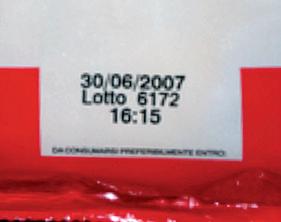 30/06/2007
Lotto 6172
16:15
DA CONSUMARSI PREFERIBILMENTE ENTRO: